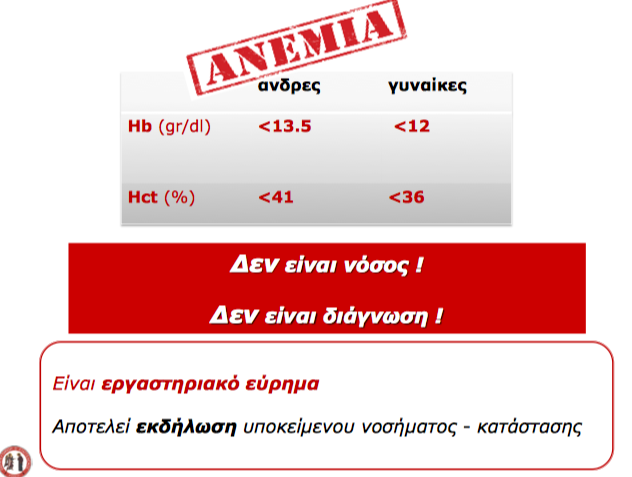 ANEMIA
ανδρες γυναίκες
Hb (gr/dl) <13.5 <12
Hct (%) <41 <36
Δεν είναι νόσος !
Δεν είναι διάγνωση !
Είναι εργαστηριακό εύρημα
Αποτελεί εκδήλωση υποκείμενου νοσήματος - κατάστασης